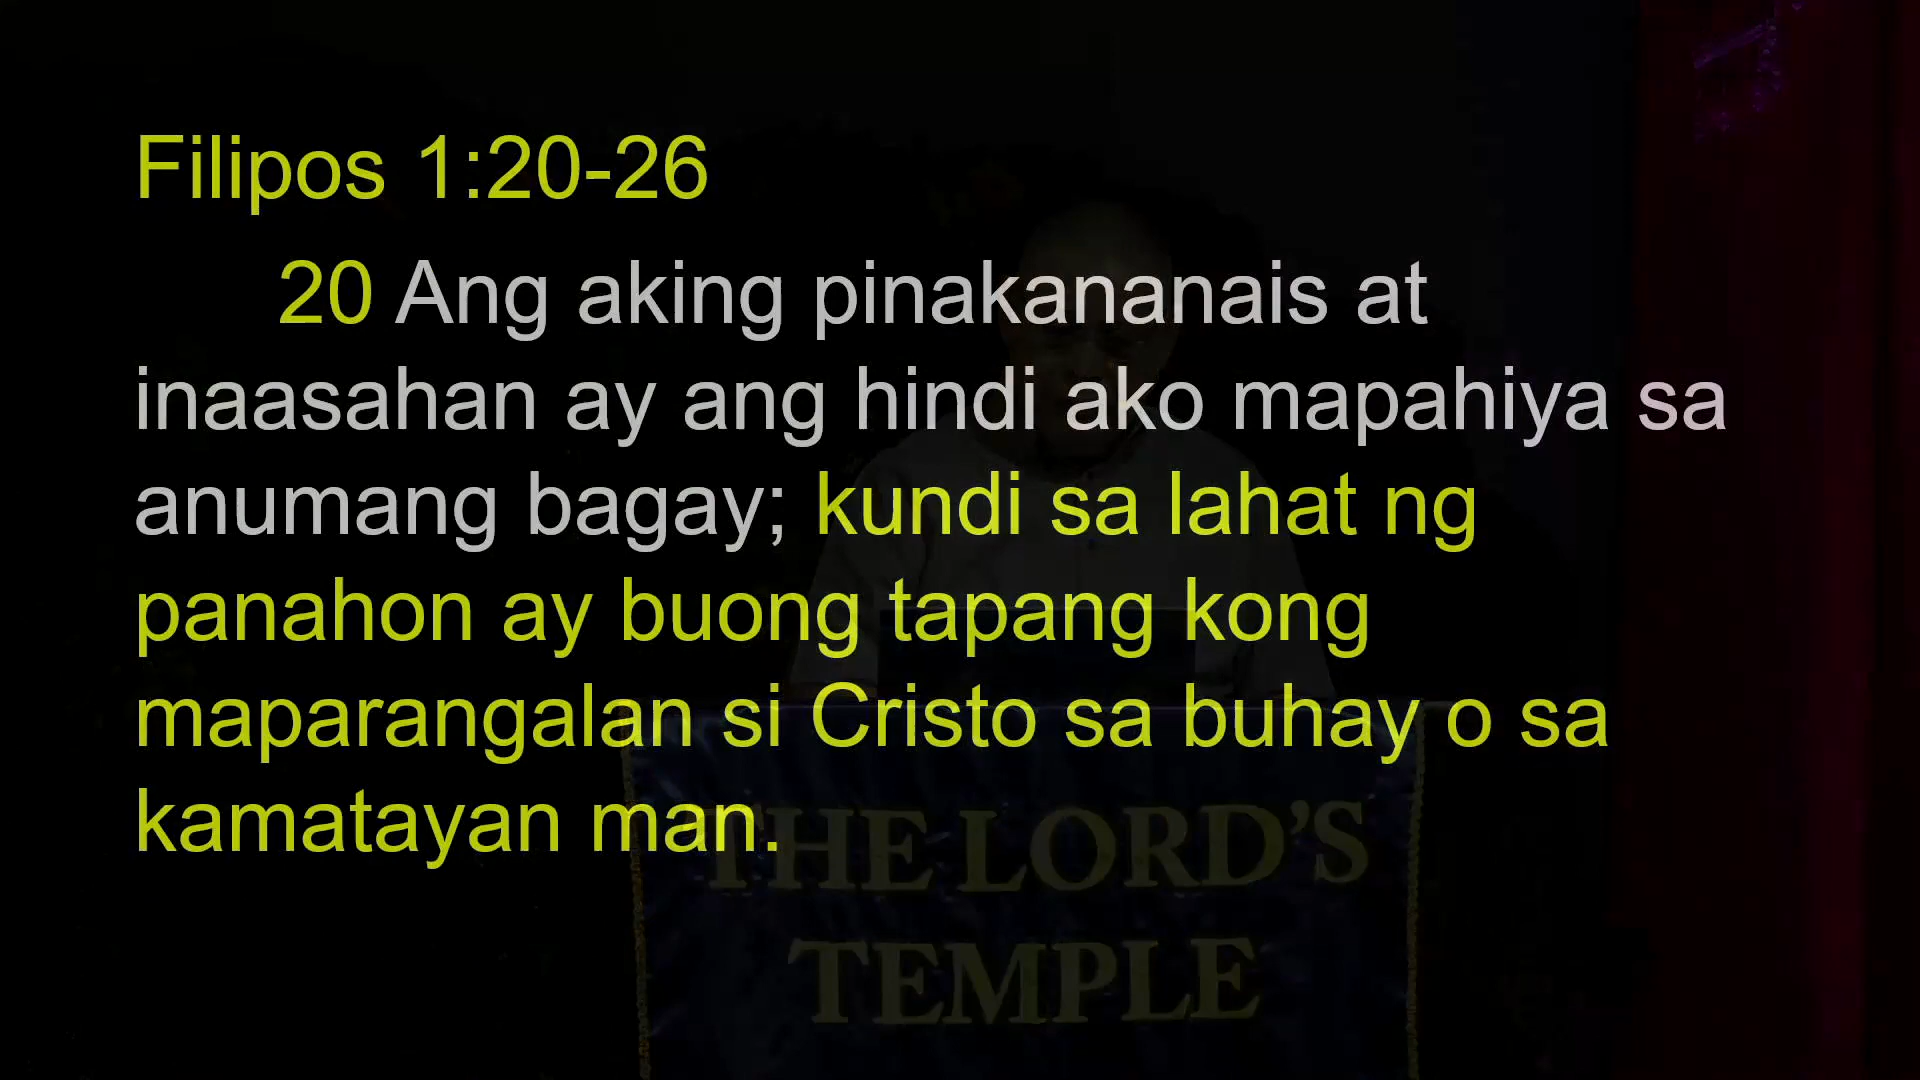 Filipos 1:20-26
20 Ang aking pinakananais at
inaasahan ay ang hindi ako mapahiya sa
anumang bagay; kundi sa lahat ng
panahon ay buong tapang kong
maparangalan si Cristo sa buhay o sa
kamatayan man.
THE LORD'S
TEMPLE